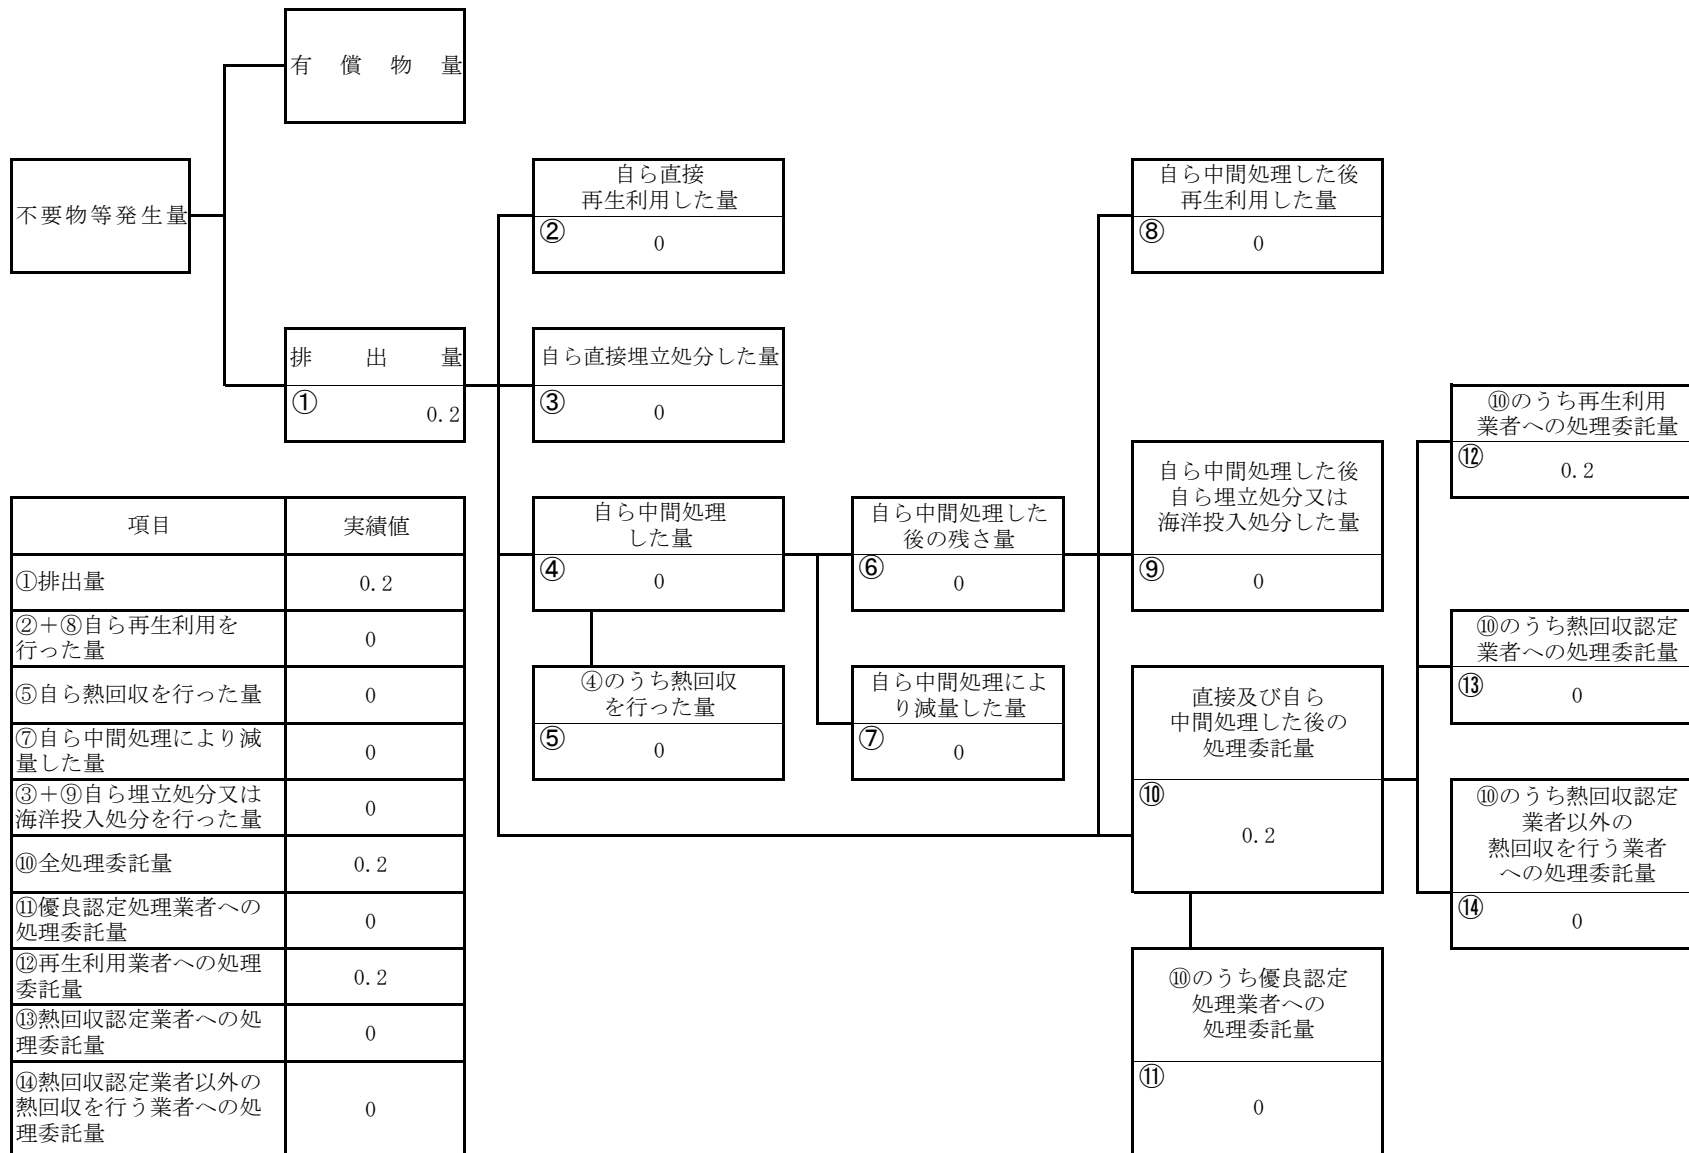 有償物量
不要物等発生量
排出量
① 0.2
自ら直接
再生利用した量
② 0
自ら直接埋立処分した量
③ 0
自ら中間処理
した量
④ 0
④のうち熱回収
を行った量
⑤ 0
自ら中間処理した
後の残さ量
⑥ 0
自ら中間処理によ
り減量した量
⑦ 0
自ら中間処理した後
再生利用した量
⑧ 0
自ら中間処理した後
自ら埋立処分又は
海洋投入処分した量
⑨ 0
直接及び自ら
中間処理した後の
処理委託量
⑩
0.2
⑩のうち優良認定
処理業者への
処理委託量
⑪
0
⑩のうち再生利用
業者への処理委託量
⑫ 0.2
⑩のうち熱回収認定
業者への処理委託量
⑬ 0
⑩のうち熱回収認定
業者以外の
熱回収を行う業者
への処理委託量
⑭ 0
項目 実績値
①排出量 0.2
②＋⑧自ら再生利用を
行った量 0
⑤自ら熱回収を行った量 0
⑦自ら中間処理により減
量した量 0
③＋⑨自ら埋立処分又は
海洋投入処分を行った量 0
⑩全処理委託量 0.2
⑪優良認定処理業者への
処理委託量 0
⑫再生利用業者への処理
委託量 0.2
⑬熱回収認定業者への処
理委託量 0
⑭熱回収認定業者以外の
熱回収を行う業者への処
理委託量 0